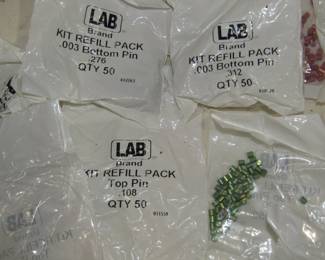 LAB
Brand
KIT REFILL PACK
.003 Bottom Pin
.276
QTY 50
LAB
Brand
KIT REFILL PACK
.003 Bottom Pin
.312
QTY 50
LAB
Brand
KIT REFILL PACK
Top Pin
.108
QTY 50
LAB